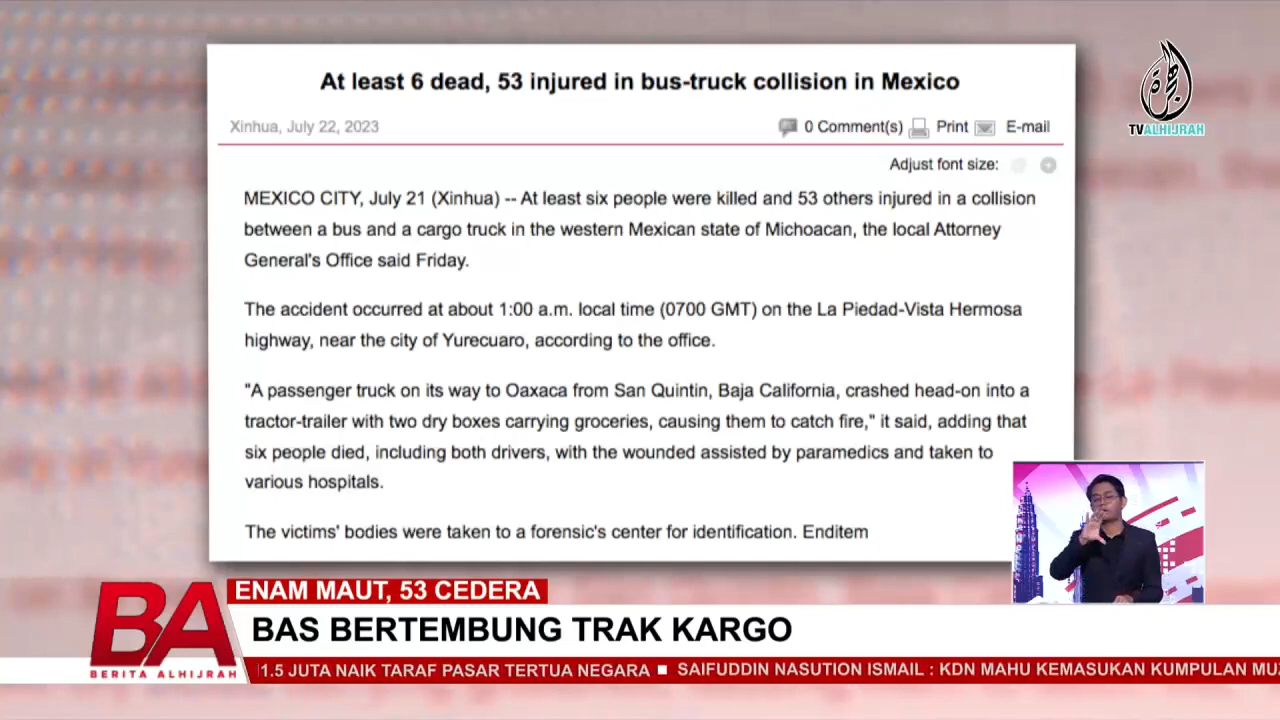 At least 6 dead, 53 injured in bus-truck collision in Mexico
Xinhua, July 22, 2023
0 Comment(s) Print E-mail
Adjust font size:
MEXICO CITY, July 21 (Xinhua) -- At least six people were killed and 53 others injured in a collision
between a bus and a cargo truck in the western Mexican state of Michoacan, the local Attorney
General's Office said Friday.
The accident occurred at about 1:00 a.m. local time (0700 GMT) on the La Piedad-Vista Hermosa
highway, near the city of Yurecuaro, according to the office.
"A passenger truck on its way to Oaxaca from San Quintin, Baja California, crashed head-on into a
tractor-trailer with two dry boxes carrying groceries, causing them to catch fire," it said, adding that
six people died, including both drivers, with the wounded assisted by paramedics and taken to
various hospitals.
The victims' bodies were taken to a forensic's center for identification. Enditem
TVALHIJRAH
ENAM MAUT, 53 CEDERA
BAS BERTEMBUNG TRAK KARGO
BA
BERITA ALHIJRAH
1.5 JUTA NAIK TARAF PASAR TERTUA NEGARA ■ SAIFUDDIN NASUTION ISMAIL : KDN MAHU KEMASUKAN KUMPULAN